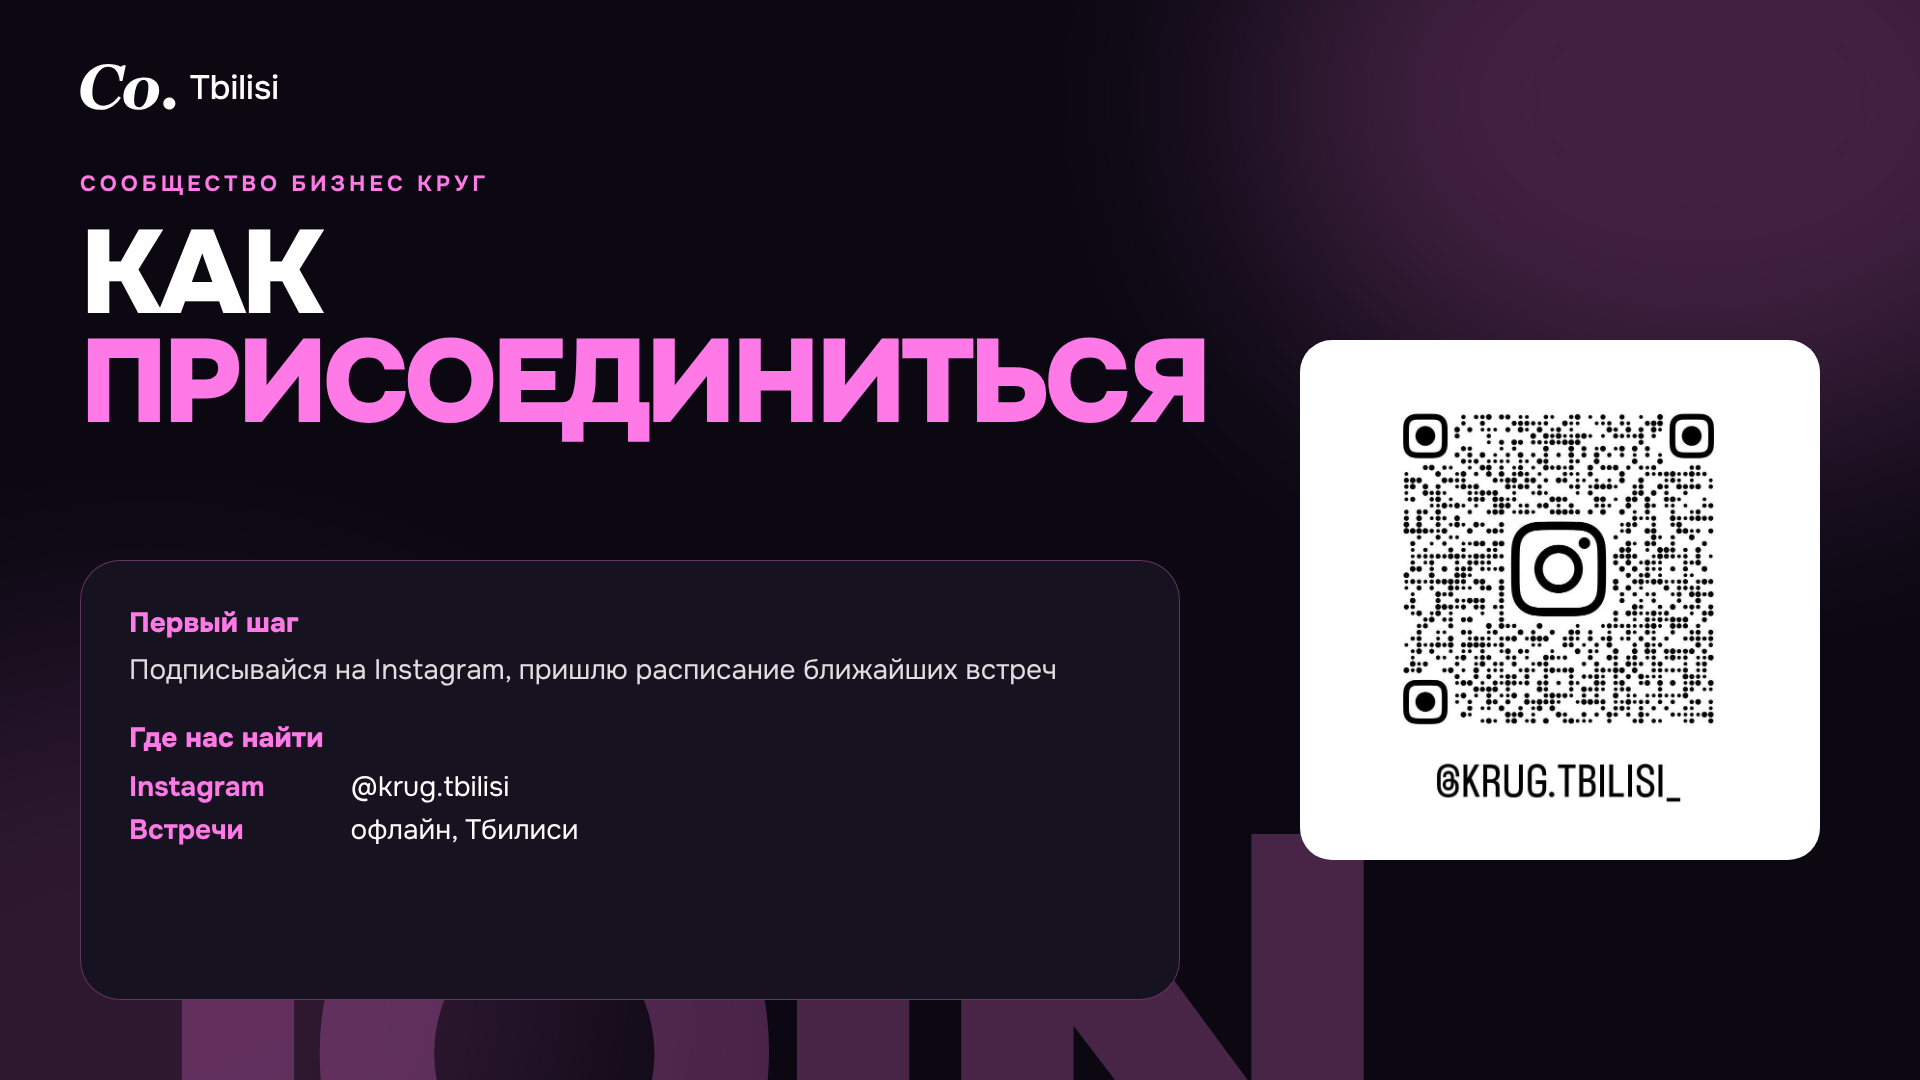 Co. Tbilisi
СООБЩЕСТВО БИЗНЕС КРУГ
КАК
ПРИСОЕДИНИТЬСЯ
Первый шаг
Подписывайся на Instagram, пришлю расписание ближайших встреч
Где нас найти
Instagram @krug.tbilisi
Встречи офлайн, Тбилиси
@KRUG.TBILISI_
JOIN